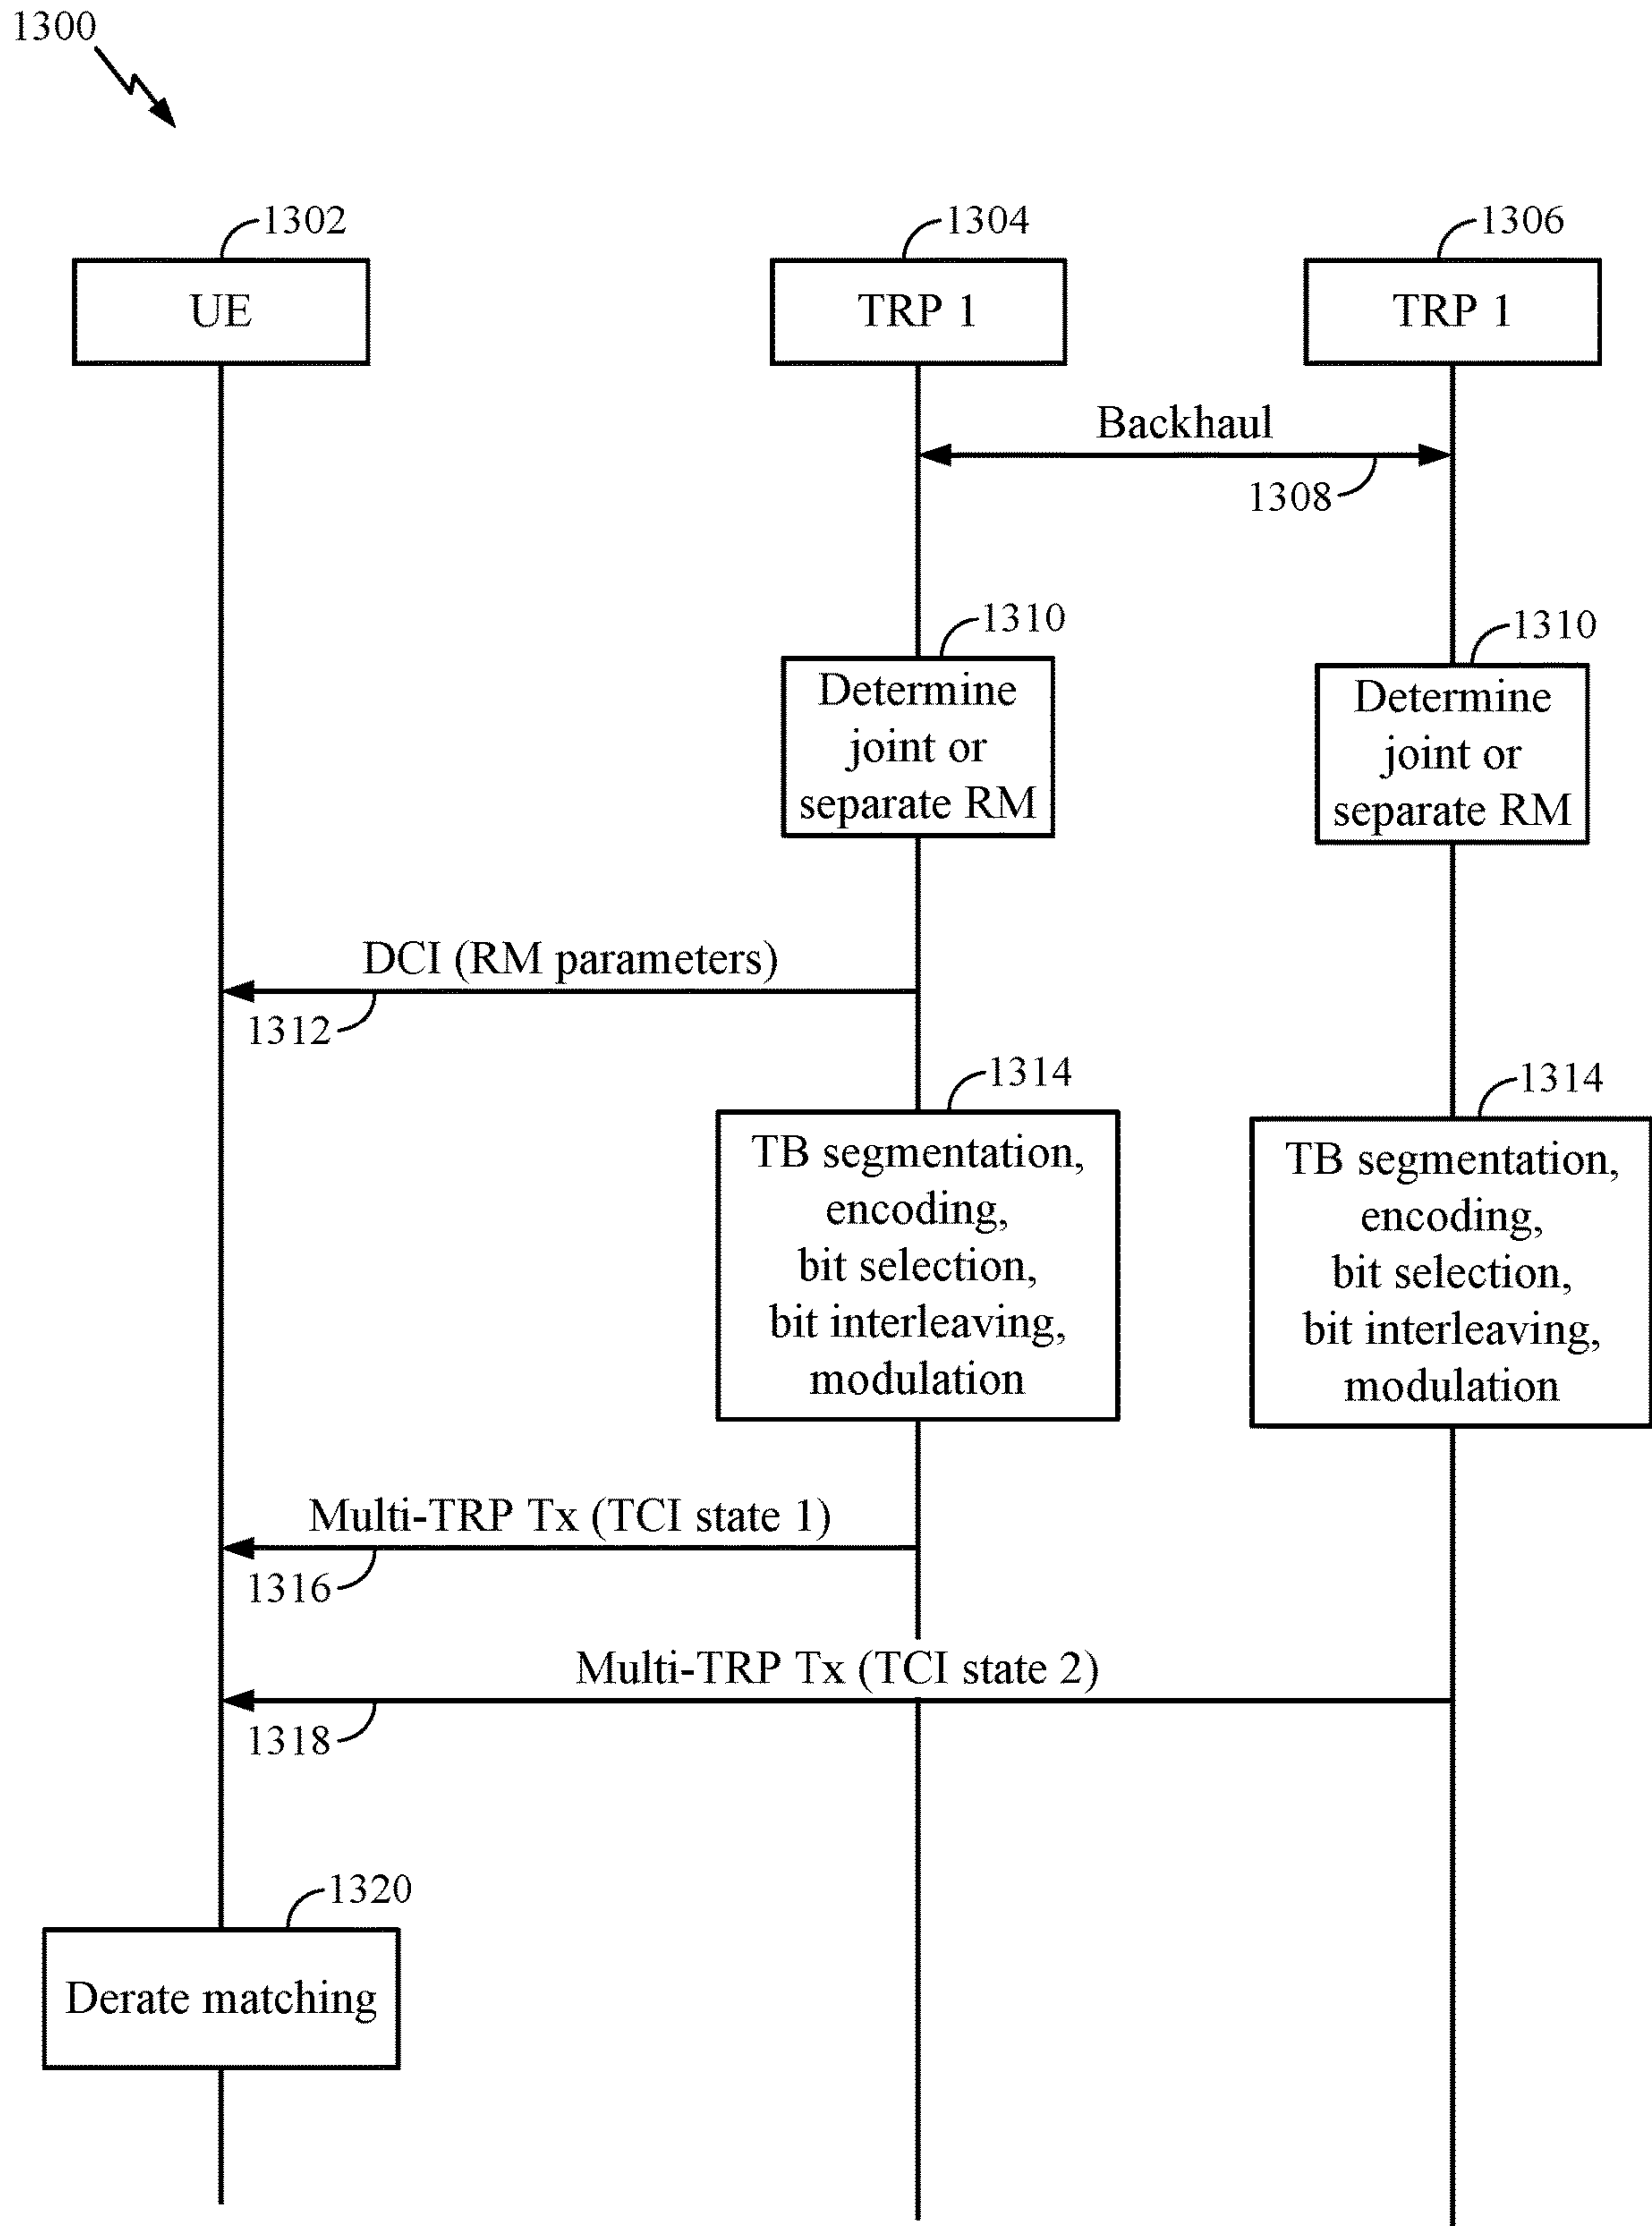 1300
1302
1304
1306
UE
TRP 1
TRP 1
Backhaul
1308
1310
1310
Determine
joint or
separate RM
Determine
joint or
separate RM
DCI (RM parameters)
1312
1314
1314
TB segmentation,
encoding,
bit selection,
bit interleaving,
modulation
TB segmentation,
encoding,
bit selection,
bit interleaving,
modulation
Multi-TRP Tx (TCI state 1)
1316
Multi-TRP Tx (TCI state 2)
1318
1320
Derate matching